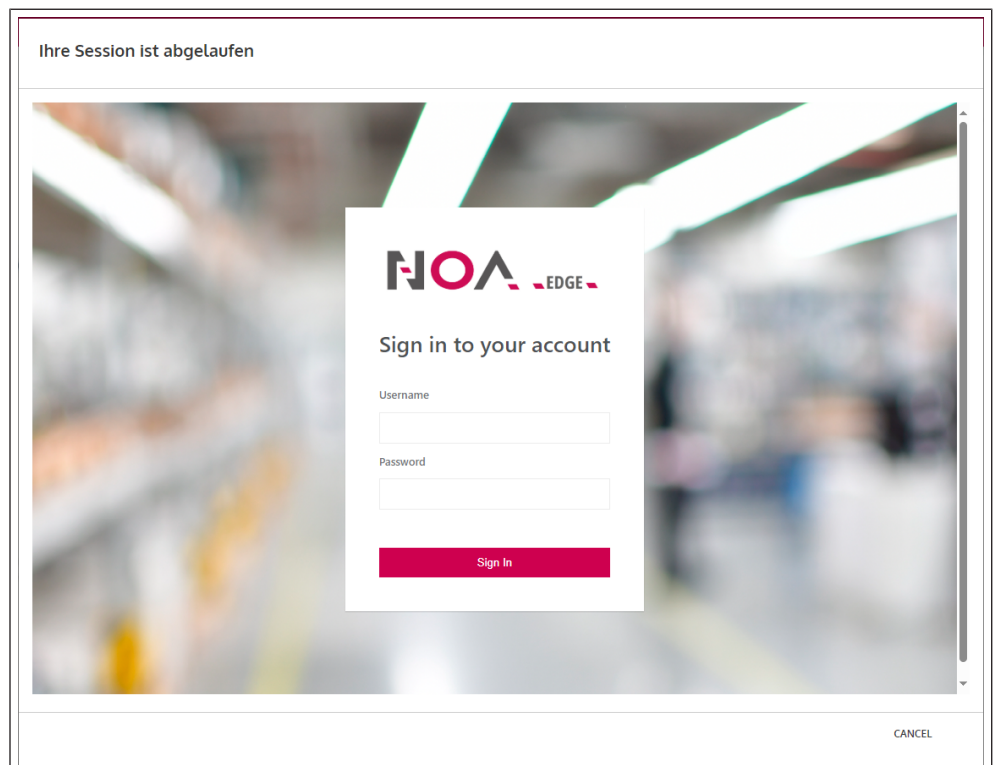 Ihre Session ist abgelaufen
NOA EDGE
Sign in to your account
Username
Password
Sign In
CANCEL